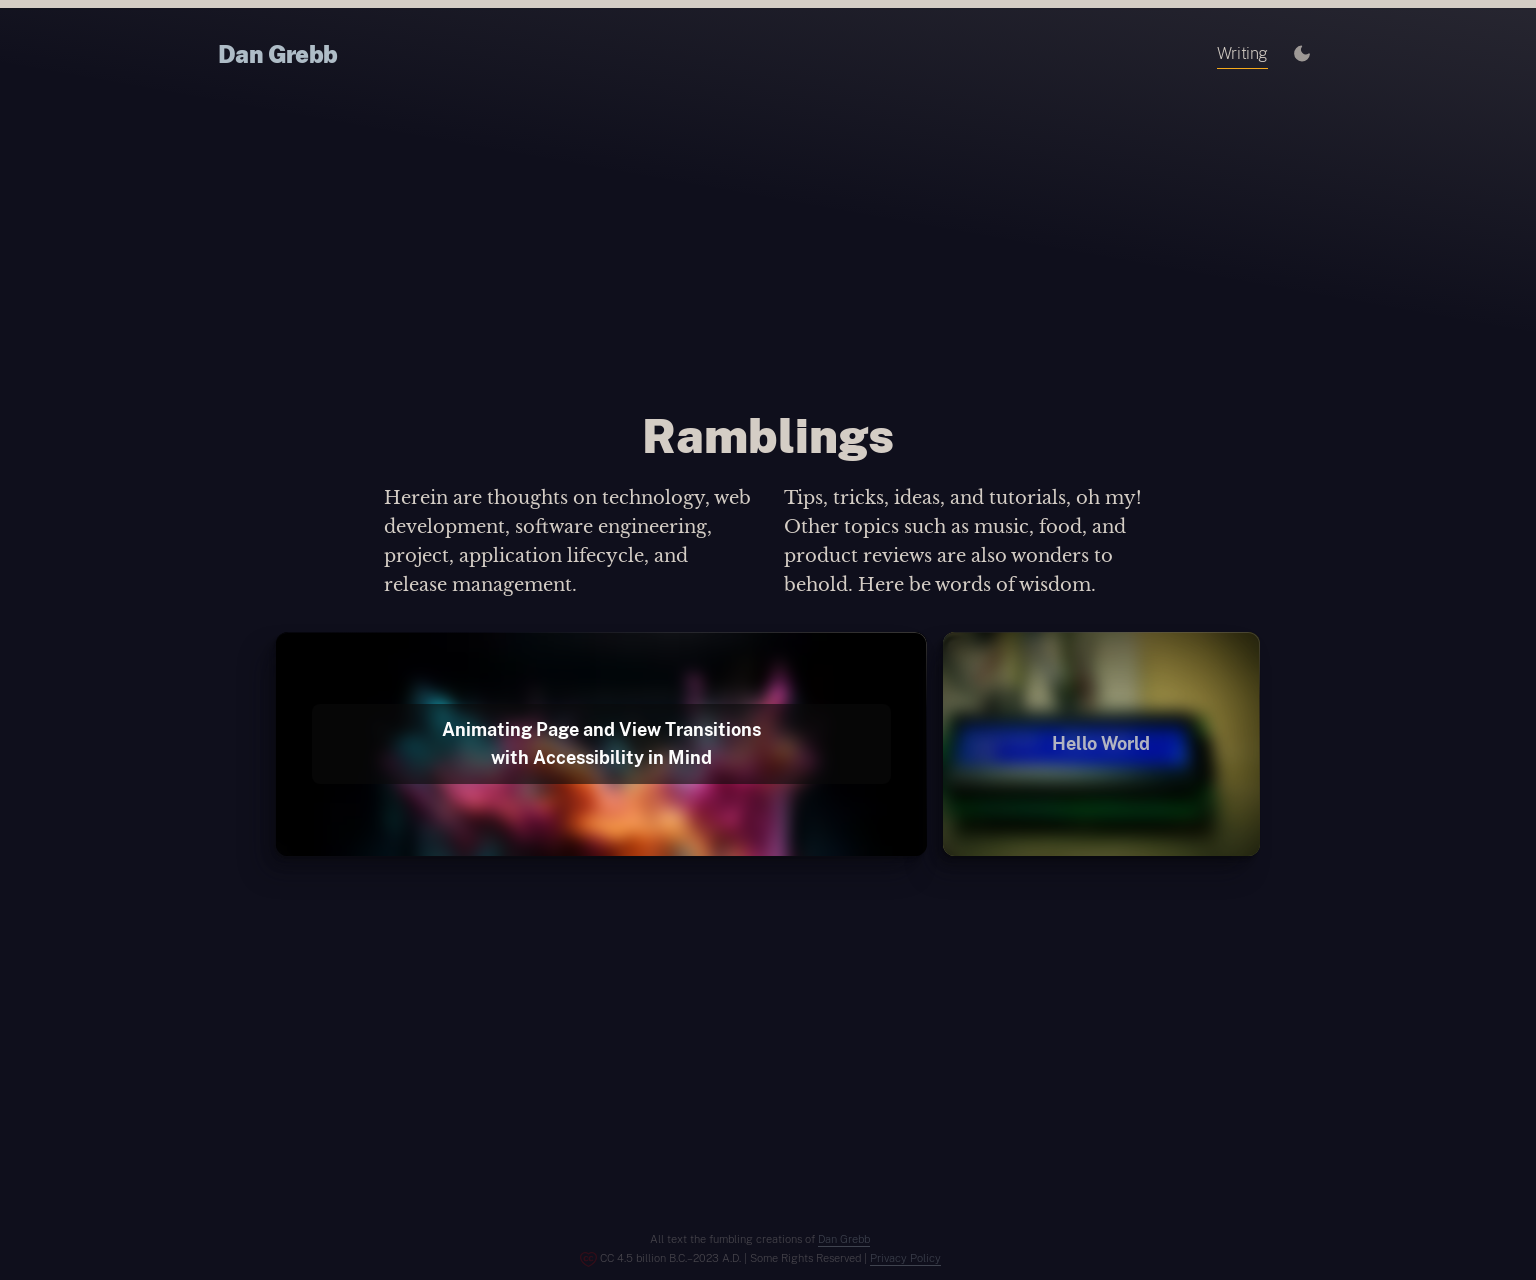 Dan Grebb
Writing
Ramblings
Herein are thoughts on technology, web
development, software engineering,
project, application lifecycle, and
release management.
Tips, tricks, ideas, and tutorials, oh my!
Other topics such as music, food, and
product reviews are also wonders to
behold. Here be words of wisdom.
Animating Page and View Transitions
with Accessibility in Mind
Hello World
All text the fumbling creations of Dan Grebb
CC 4.5 billion B.C.–2023 A.D. | Some Rights Reserved | Privacy Policy